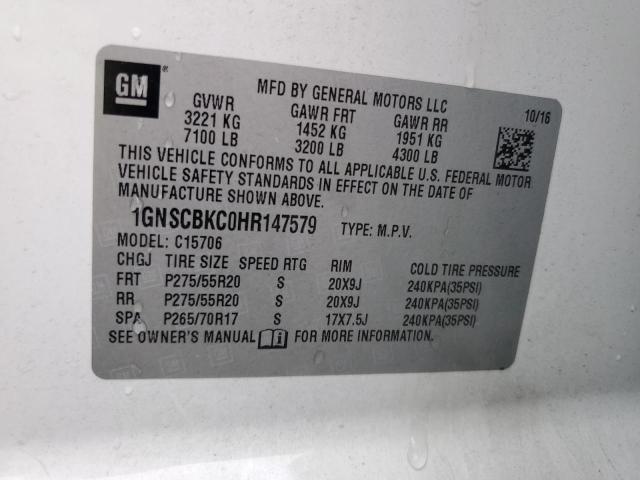 GM
MFD BY GENERAL MOTORS LLC
10/16
GVWR GAWR FRT GAWR RR
3221 KG 1452 KG 1951 KG
7100 LB 3200 LB 4300 LB
THIS VEHICLE CONFORMS TO ALL APPLICABLE U.S. FEDERAL MOTOR
VEHICLE SAFETY STANDARDS IN EFFECT ON THE DATE OF
MANUFACTURE SHOWN ABOVE.
1GNSCBKC0HR147579 TYPE: M.P.V.
MODEL: C15706
CHGJ TIRE SIZE SPEED RTG RIM COLD TIRE PRESSURE
FRT P275/55R20 S 20X9J 240KPA(35PSI)
RR P275/55R20 S 20X9J 240KPA(35PSI)
SPA P265/70R17 S 17X7.5J 240KPA(35PSI)
SEE OWNER'S MANUAL FOR MORE INFORMATION.